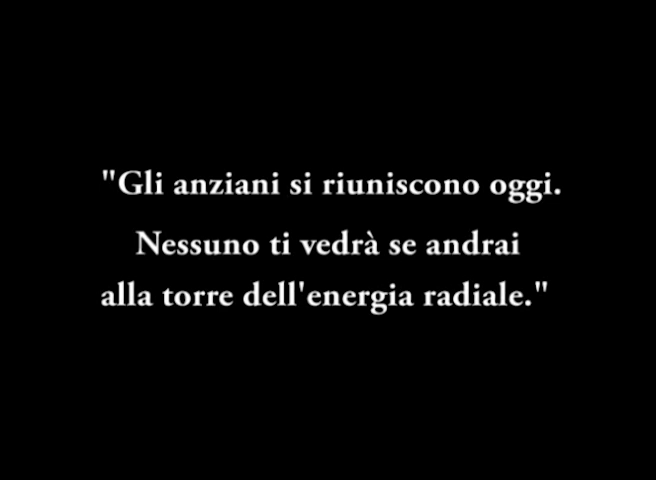 "Gli anziani si riuniscono oggi.
Nessuno ti vedrà se andrai
alla torre dell'energia radiale."